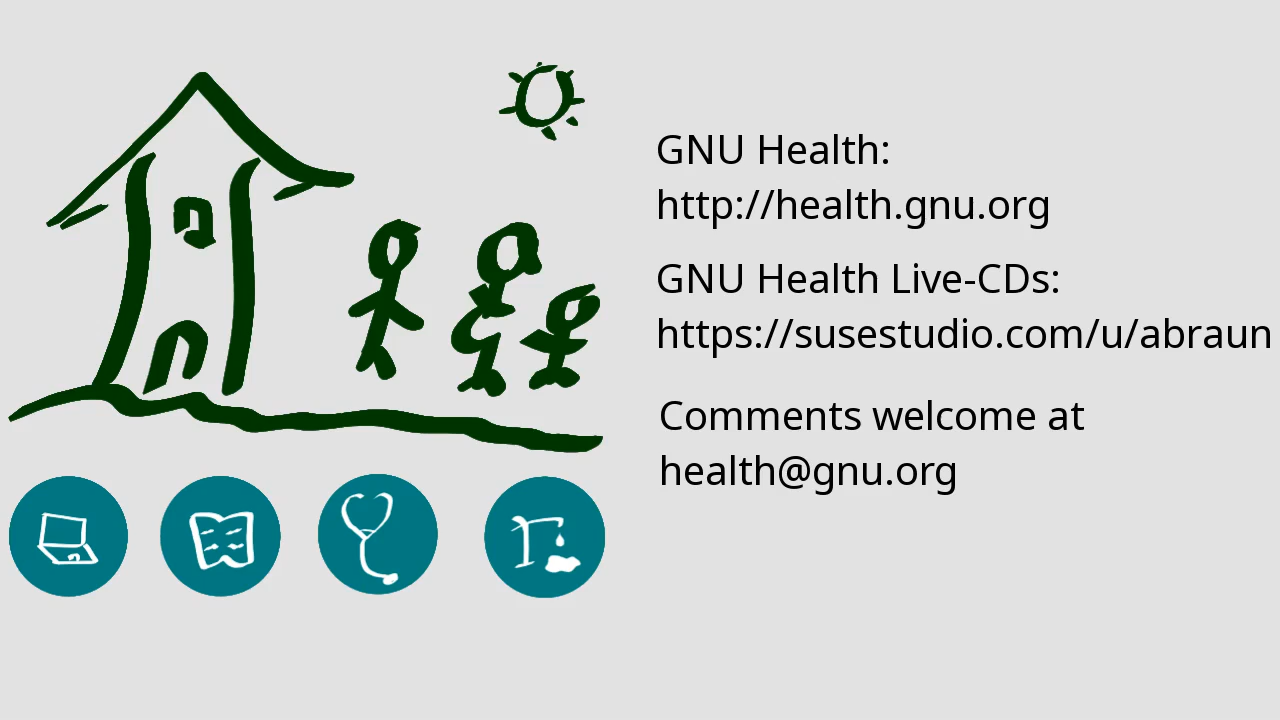 GNU Health:
http://health.gnu.org
GNU Health Live-CDs:
https://susestudio.com/u/abraun
Comments welcome at
health@gnu.org